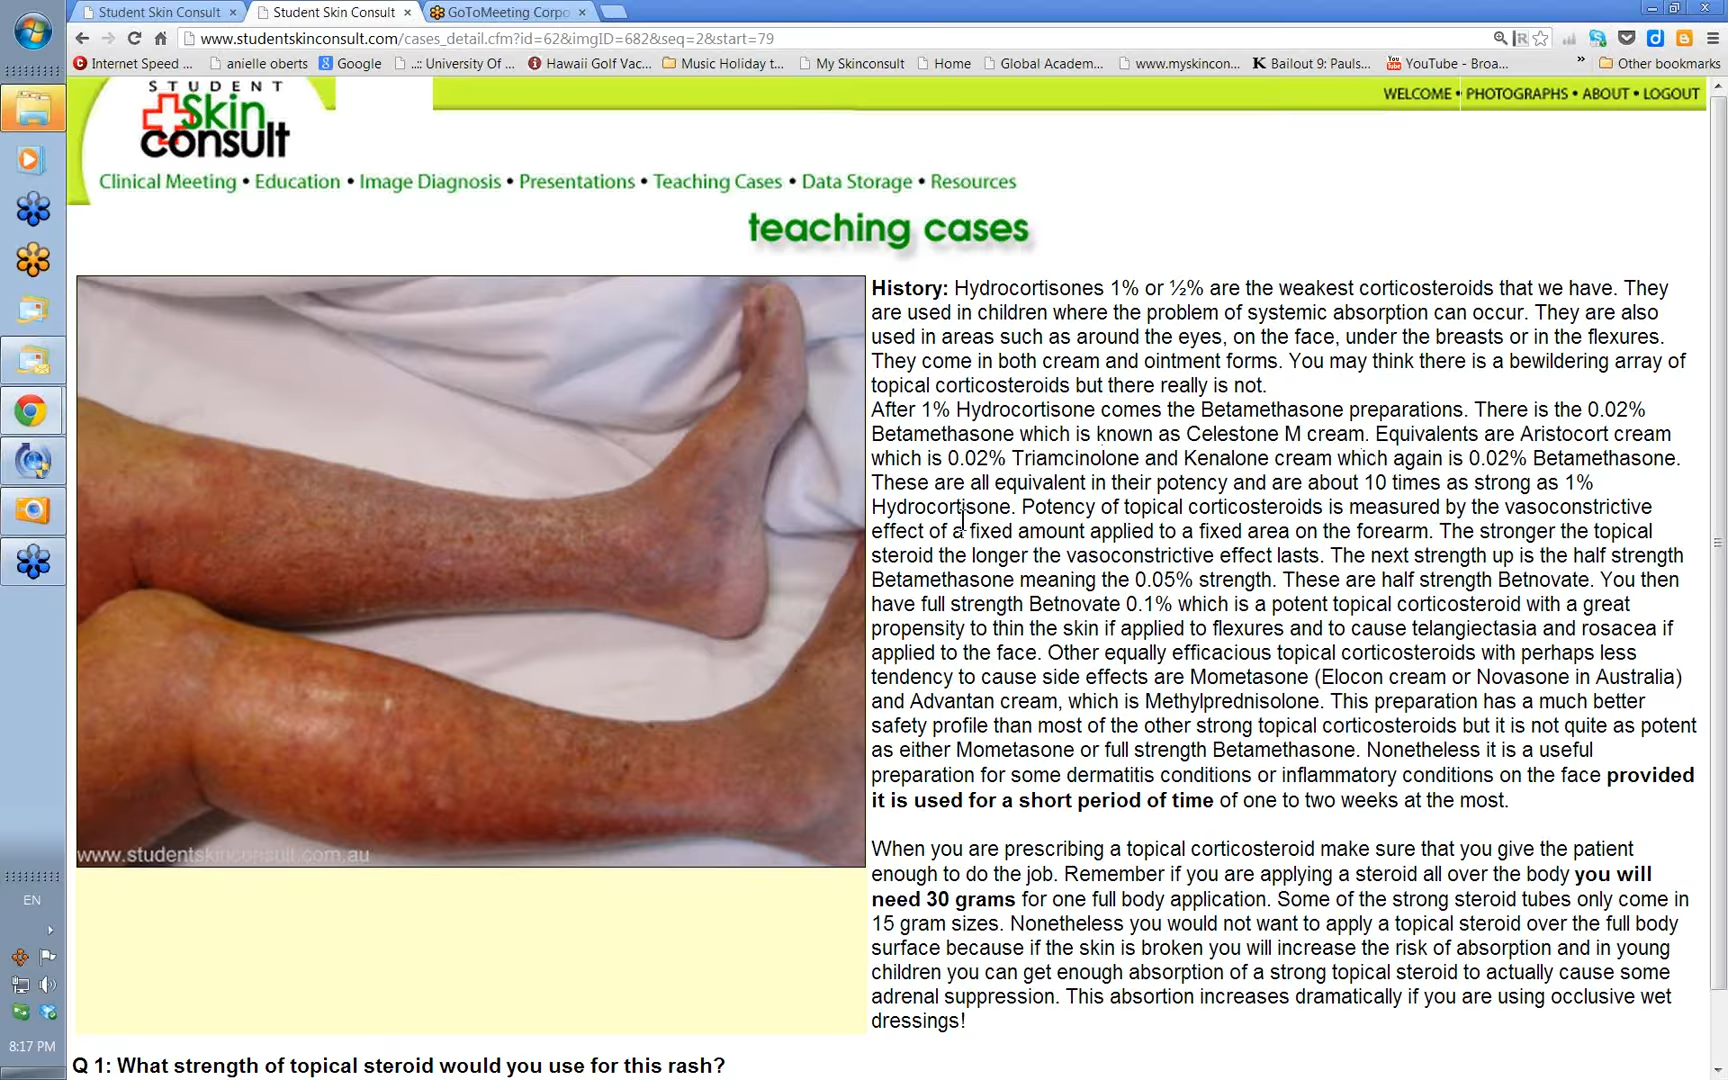 Student Skin Consult
Student Skin Consult
GoToMeeting Corpo
www.studentskinconsult.com/cases_detail.cfm?id=62&imgID=682&seq=2&start=79
Internet Speed ...
anielle oberts
Google
..:: University Of ...
Hawaii Golf Vac...
Music Holiday t...
My Skinconsult
Home
Global Academ...
www.myskincon...
Bailout 9: Pauls...
YouTube - Broa...
Other bookmarks
STUDENT
Skin
consult
WELCOME • PHOTOGRAPHS • ABOUT • LOGOUT
Clinical Meeting • Education • Image Diagnosis • Presentations • Teaching Cases • Data Storage • Resources
teaching cases
History: Hydrocortisones 1% or ½% are the weakest corticosteroids that we have. They
are used in children where the problem of systemic absorption can occur. They are also
used in areas such as around the eyes, on the face, under the breasts or in the flexures.
They come in both cream and ointment forms. You may think there is a bewildering array of
topical corticosteroids but there really is not.
After 1% Hydrocortisone comes the Betamethasone preparations. There is the 0.02%
Betamethasone which is known as Celestone M cream. Equivalents are Aristocort cream
which is 0.02% Triamcinolone and Kenalone cream which again is 0.02% Betamethasone.
These are all equivalent in their potency and are about 10 times as strong as 1%
Hydrocortisone. Potency of topical corticosteroids is measured by the vasoconstrictive
effect of a fixed amount applied to a fixed area on the forearm. The stronger the topical
steroid the longer the vasoconstrictive effect lasts. The next strength up is the half strength
Betamethasone meaning the 0.05% strength. These are half strength Betnovate. You then
have full strength Betnovate 0.1% which is a potent topical corticosteroid with a great
propensity to thin the skin if applied to flexures and to cause telangiectasia and rosacea if
applied to the face. Other equally efficacious topical corticosteroids with perhaps less
tendency to cause side effects are Mometasone (Elocon cream or Novasone in Australia)
and Advantan cream, which is Methylprednisolone. This preparation has a much better
safety profile than most of the other strong topical corticosteroids but it is not quite as potent
as either Mometasone or full strength Betamethasone. Nonetheless it is a useful
preparation for some dermatitis conditions or inflammatory conditions on the face provided
it is used for a short period of time of one to two weeks at the most.
When you are prescribing a topical corticosteroid make sure that you give the patient
enough to do the job. Remember if you are applying a steroid all over the body you will
need 30 grams for one full body application. Some of the strong steroid tubes only come in
15 gram sizes. Nonetheless you would not want to apply a topical steroid over the full body
surface because if the skin is broken you will increase the risk of absorption and in young
children you can get enough absorption of a strong topical steroid to actually cause some
adrenal suppression. This absortion increases dramatically if you are using occlusive wet
dressings!
www.studentskinconsult.com.au
Q 1: What strength of topical steroid would you use for this rash?
EN
8:17 PM